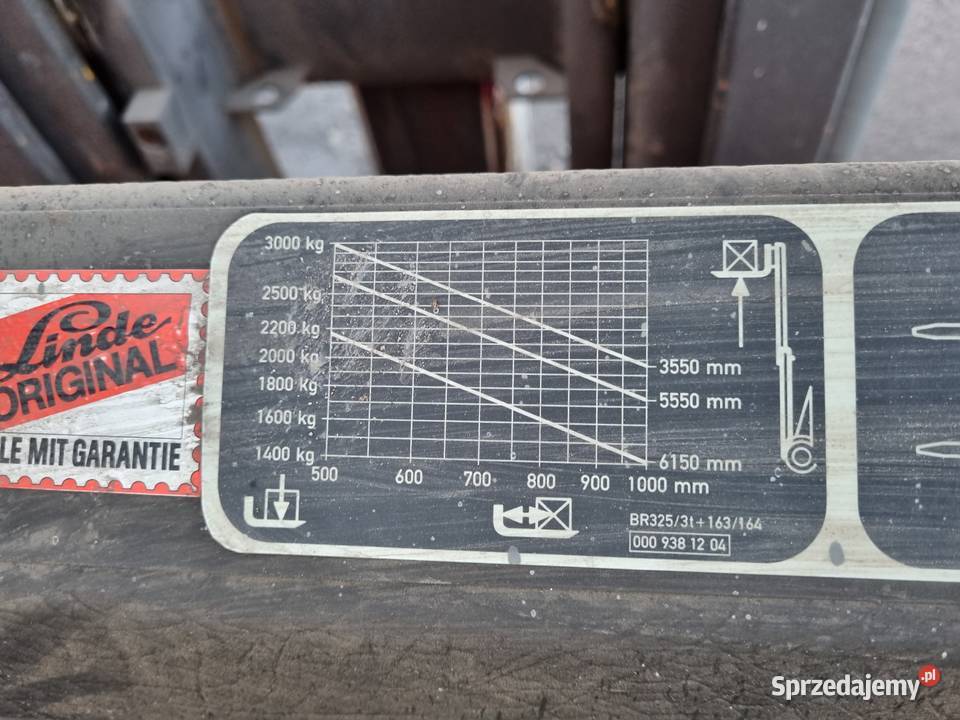 Linde
ORIGINAL
LE MIT GARANTIE
3000 kg
2500 kg
2200 kg
2000 kg
1800 kg
1600 kg
1400 kg
500 600 700 800 900 1000 mm
3550 mm
5550 mm
6150 mm
BR325/3t+163/164
000 938 12 04
Sprzedajemy.pl